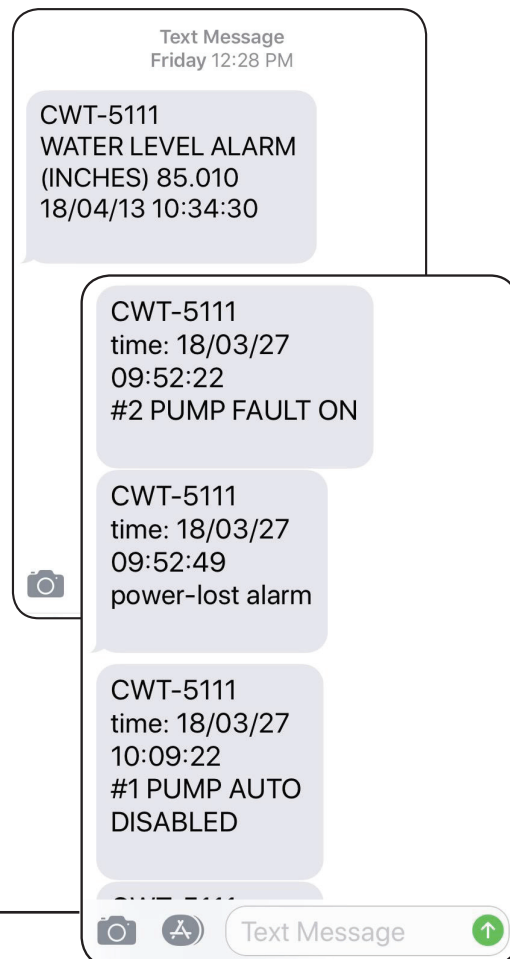 Text Message
Friday 12:28 PM
CWT-5111
WATER LEVEL ALARM
(INCHES) 85.010
18/04/13 10:34:30
CWT-5111
time: 18/03/27
09:52:22
#2 PUMP FAULT ON
CWT-5111
time: 18/03/27
09:52:49
power-lost alarm
CWT-5111
time: 18/03/27
10:09:22
#1 PUMP AUTO
DISABLED
Text Message